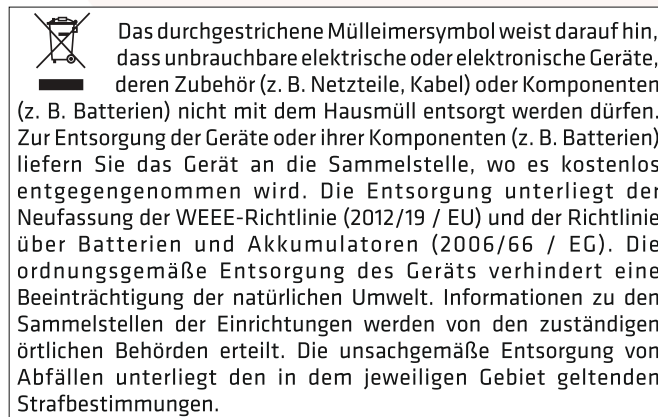 Das durchgestrichene Mülleimersymbol weist darauf hin,
dass unbrauchbare elektrische oder elektronische Geräte,
deren Zubehör (z. B. Netzteile, Kabel) oder Komponenten
(z. B. Batterien) nicht mit dem Hausmüll entsorgt werden dürfen.
Zur Entsorgung der Geräte oder ihrer Komponenten (z. B. Batterien)
liefern Sie das Gerät an die Sammelstelle, wo es kostenlos
entgegengenommen wird. Die Entsorgung unterliegt der
Neufassung der WEEE-Richtlinie (2012/19 / EU) und der Richtlinie
über Batterien und Akkumulatoren (2006/66 / EG). Die
ordnungsgemäße Entsorgung des Geräts verhindert eine
Beeinträchtigung der natürlichen Umwelt. Informationen zu den
Sammelstellen der Einrichtungen werden von den zuständigen
örtlichen Behörden erteilt. Die unsachgemäße Entsorgung von
Abfällen unterliegt den in dem jeweiligen Gebiet geltenden
Strafbestimmungen.